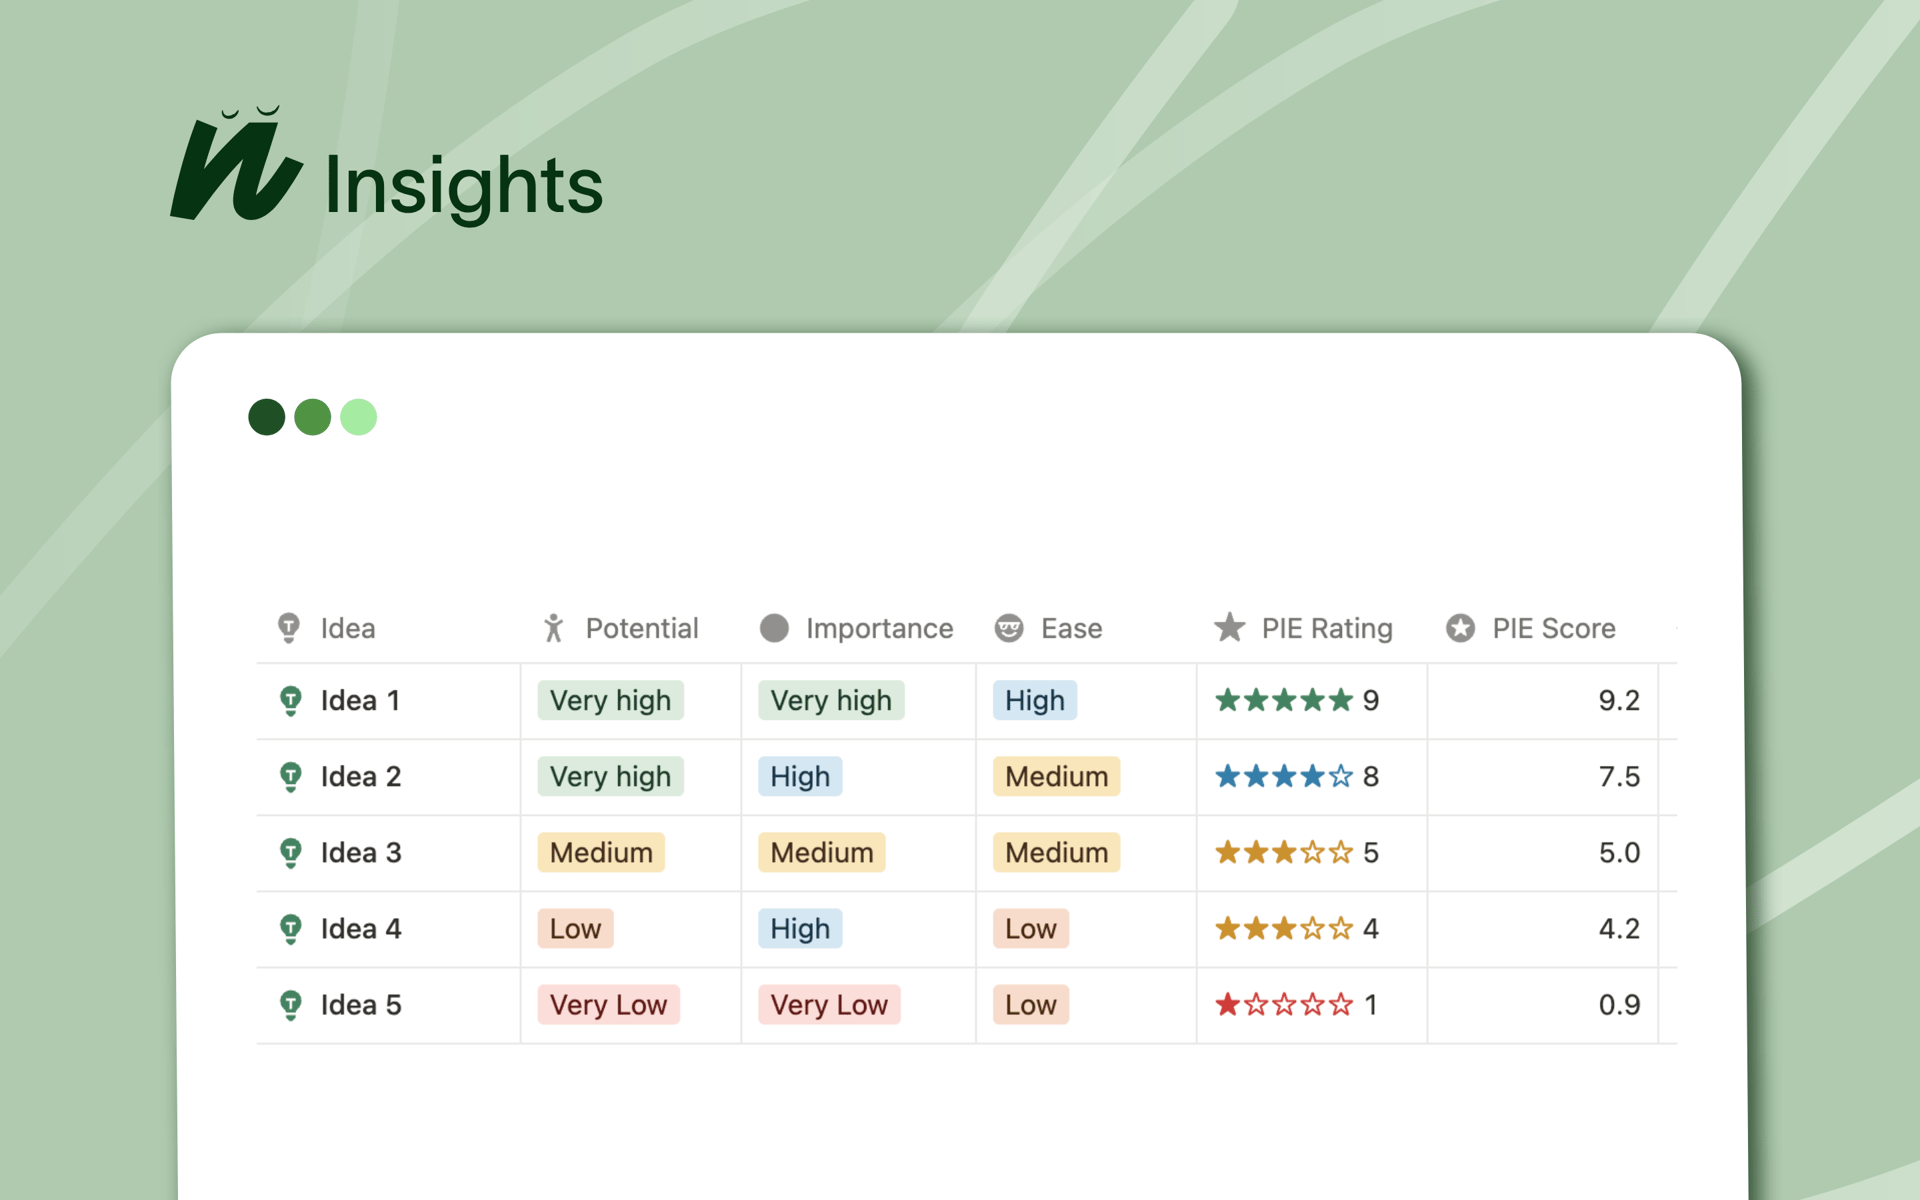 n Insights
Idea Potential Importance Ease PIE Rating PIE Score
Idea 1 Very high Very high High ★★★★★ 9 9.2
Idea 2 Very high High Medium ★★★★☆ 8 7.5
Idea 3 Medium Medium Medium ★★★☆☆ 5 5.0
Idea 4 Low High Low ★★★☆☆ 4 4.2
Idea 5 Very Low Very Low Low ★☆☆☆☆ 1 0.9